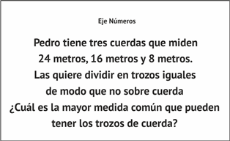 Eje Números
Pedro tiene tres cuerdas que miden
24 metros, 16 metros y 8 metros.
Las quiere dividir en trozos iguales
de modo que no sobre cuerda
¿Cuál es la mayor medida común que pueden
tener los trozos de cuerda?